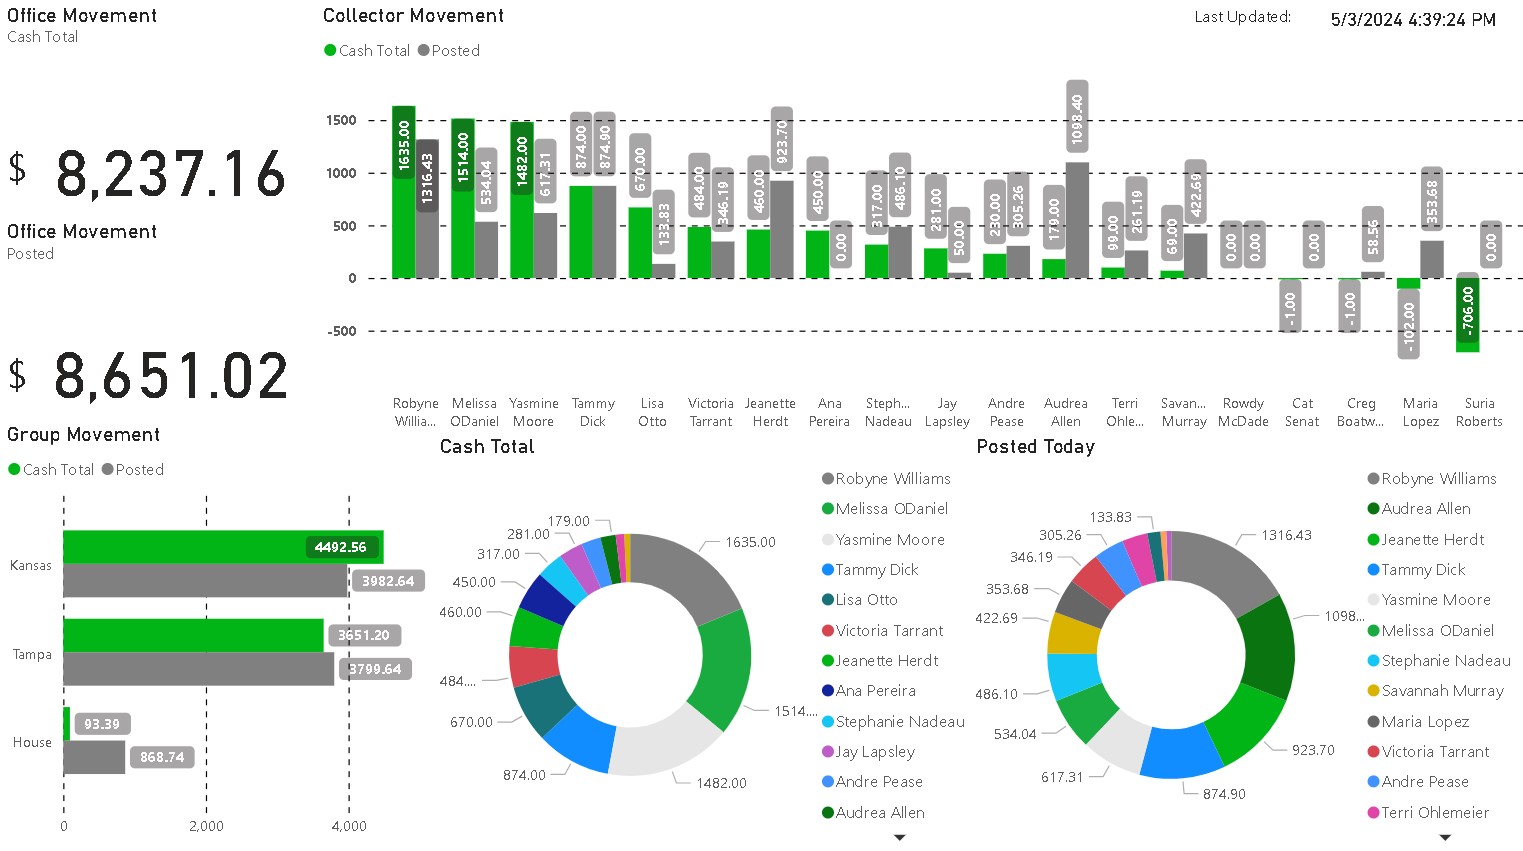 Office Movement
Cash Total
$ 8,237.16
Office Movement
Posted
$ 8,651.02
Collector Movement
Cash Total Posted
Last Updated: 5/3/2024 4:39:24 PM
1500
1000
500
0
-500
1635.00
1316.43
1514.00
534.04
1482.00
617.31
874.00
874.90
670.00
133.83
484.00
346.19
460.00
923.70
450.00
0.00
317.00
486.10
281.00
50.00
230.00
305.26
179.00
1098.40
99.00
261.19
69.00
422.69
0.00
0.00
-1.00
0.00
-1.00
58.56
-102.00
353.68
-706.00
0.00
Robyne Willia...
Melissa ODaniel
Yasmine Moore
Tammy Dick
Lisa Otto
Victoria Tarrant
Jeanette Herdt
Ana Pereira
Steph... Nadeau
Jay Lapsley
Andre Pease
Audrea Allen
Terri Ohle...
Savan... Murray
Rowdy McDade
Cat Senat
Creg Boatw...
Maria Lopez
Suria Roberts
Group Movement
Cash Total Posted
Kansas
4492.56
3982.64
Tampa
3651.20
3799.64
House
93.39
868.74
0 2,000 4,000
Cash Total
179.00
281.00
317.00
450.00
460.00
484....
670.00
874.00
1482.00
1514....
1635.00
Robyne Williams
Melissa ODaniel
Yasmine Moore
Tammy Dick
Lisa Otto
Victoria Tarrant
Jeanette Herdt
Ana Pereira
Stephanie Nadeau
Jay Lapsley
Andre Pease
Audrea Allen
Posted Today
133.83
305.26
346.19
353.68
422.69
486.10
534.04
617.31
874.90
923.70
1098...
1316.43
Robyne Williams
Audrea Allen
Jeanette Herdt
Tammy Dick
Yasmine Moore
Melissa ODaniel
Stephanie Nadeau
Savannah Murray
Maria Lopez
Victoria Tarrant
Andre Pease
Terri Ohlemeier